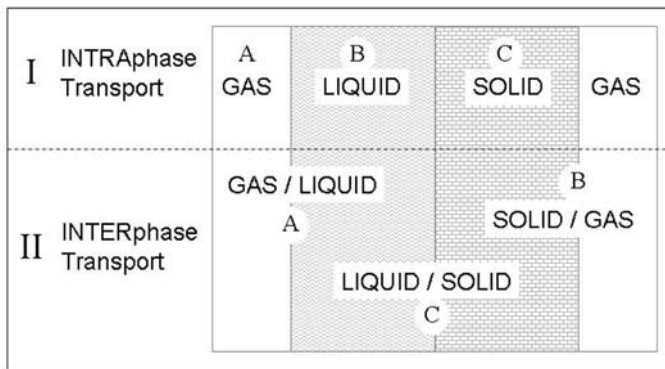 I INTRAphase Transport
A
B
C
GAS
LIQUID
SOLID
GAS
II INTERphase Transport
GAS / LIQUID
A
B
SOLID / GAS
LIQUID / SOLID
C